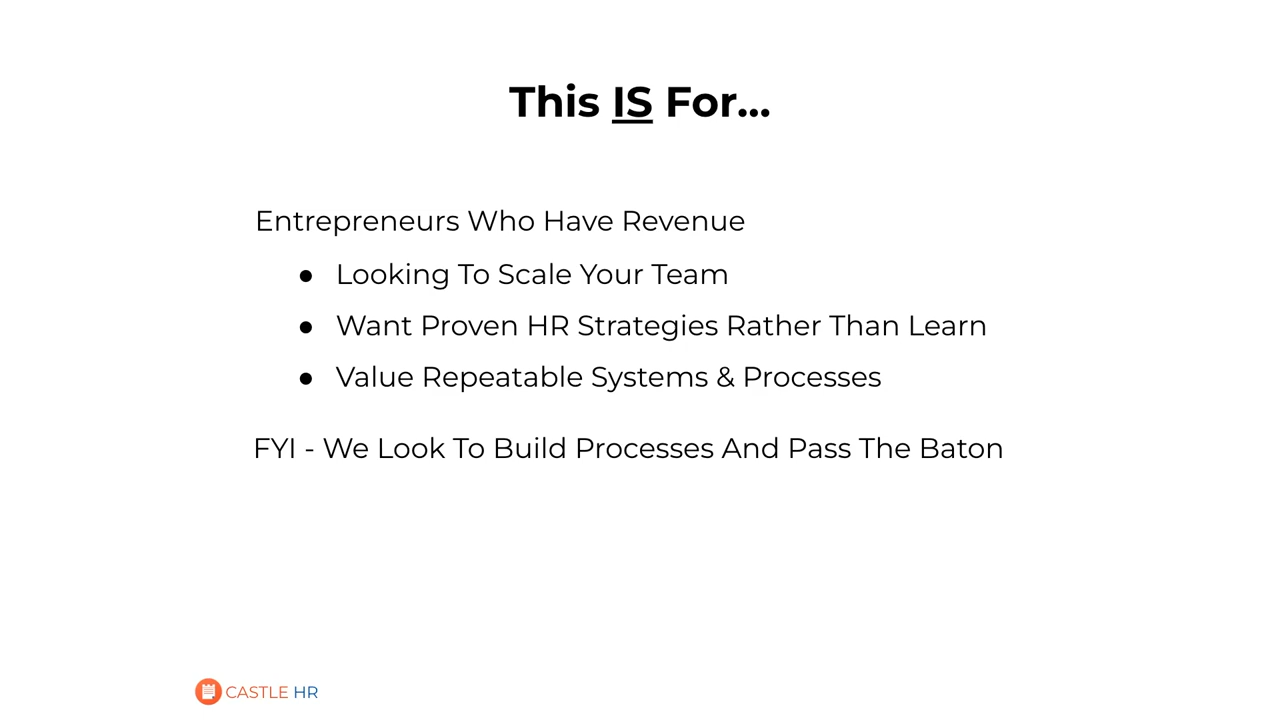 This IS For...
Entrepreneurs Who Have Revenue
● Looking To Scale Your Team
● Want Proven HR Strategies Rather Than Learn
● Value Repeatable Systems & Processes
FYI - We Look To Build Processes And Pass The Baton
CASTLE HR